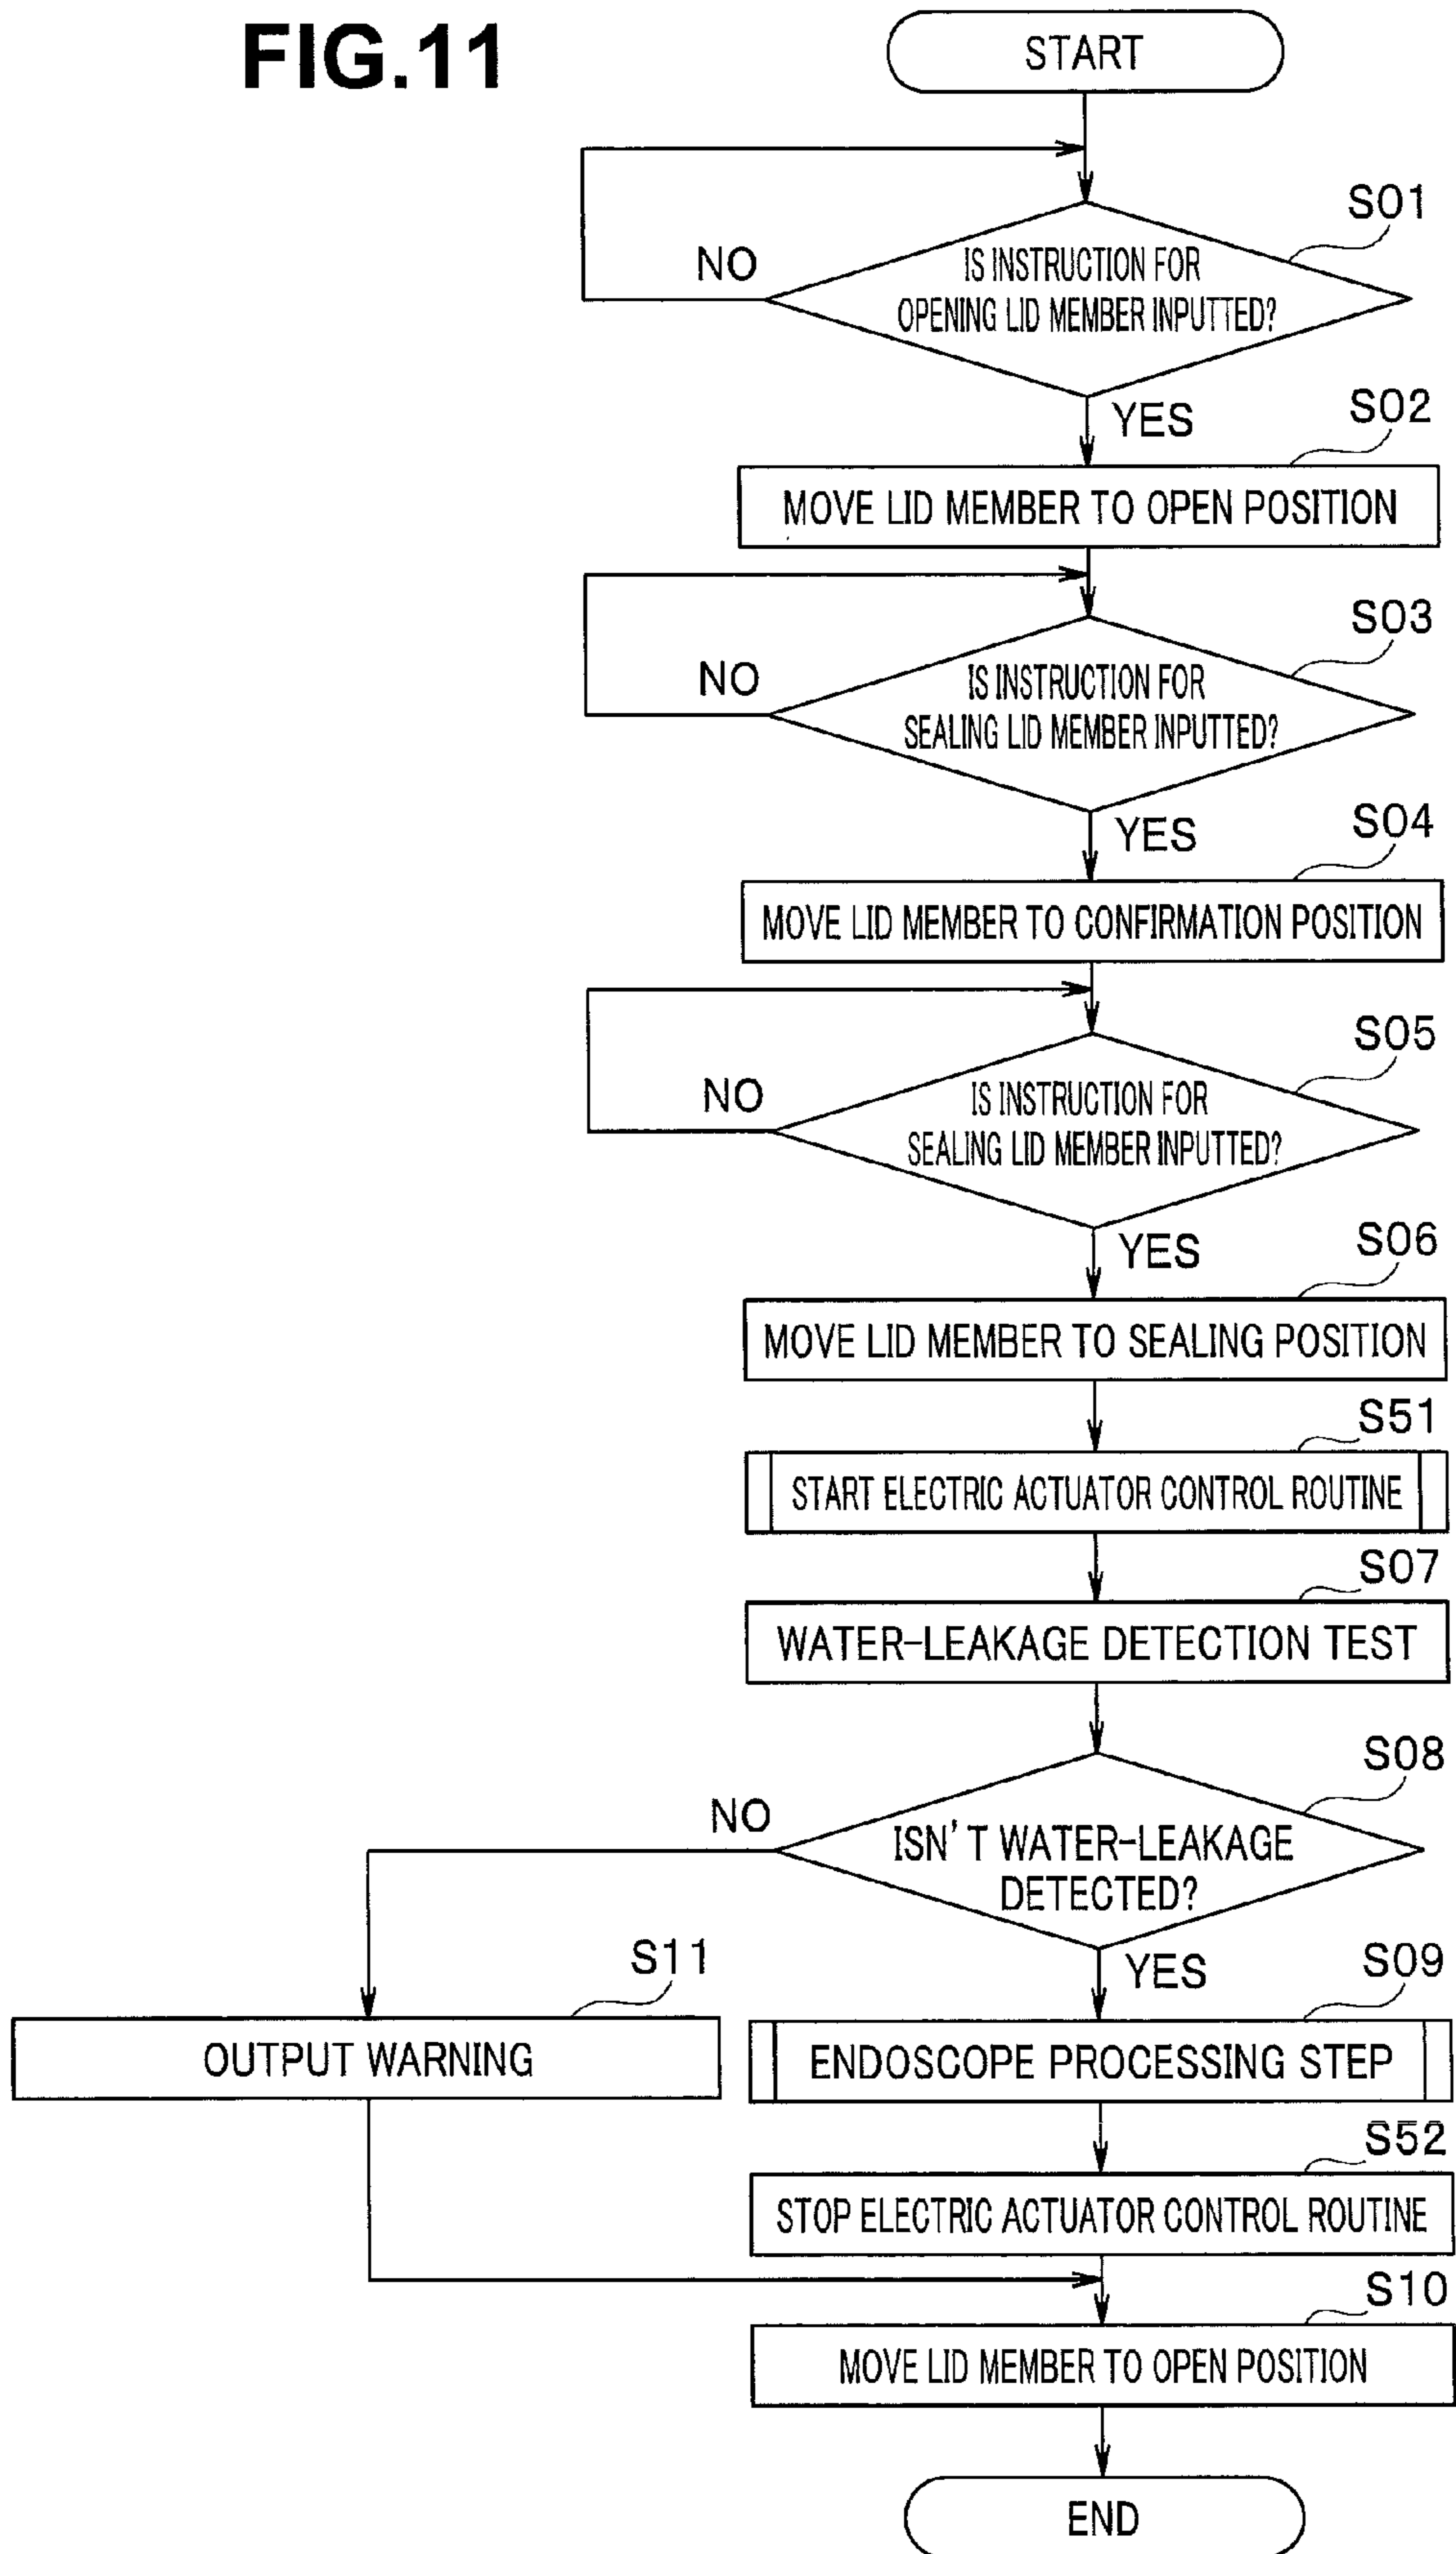 FIG.11
START
S01
NO
IS INSTRUCTION FOR
OPENING LID MEMBER INPUTTED?
YES
S02
MOVE LID MEMBER TO OPEN POSITION
S03
NO
IS INSTRUCTION FOR
SEALING LID MEMBER INPUTTED?
YES
S04
MOVE LID MEMBER TO CONFIRMATION POSITION
S05
NO
IS INSTRUCTION FOR
SEALING LID MEMBER INPUTTED?
YES
S06
MOVE LID MEMBER TO SEALING POSITION
S51
START ELECTRIC ACTUATOR CONTROL ROUTINE
S07
WATER-LEAKAGE DETECTION TEST
S08
NO
ISN'T WATER-LEAKAGE
DETECTED?
YES
S11
OUTPUT WARNING
S09
ENDOSCOPE PROCESSING STEP
S52
STOP ELECTRIC ACTUATOR CONTROL ROUTINE
S10
MOVE LID MEMBER TO OPEN POSITION
END